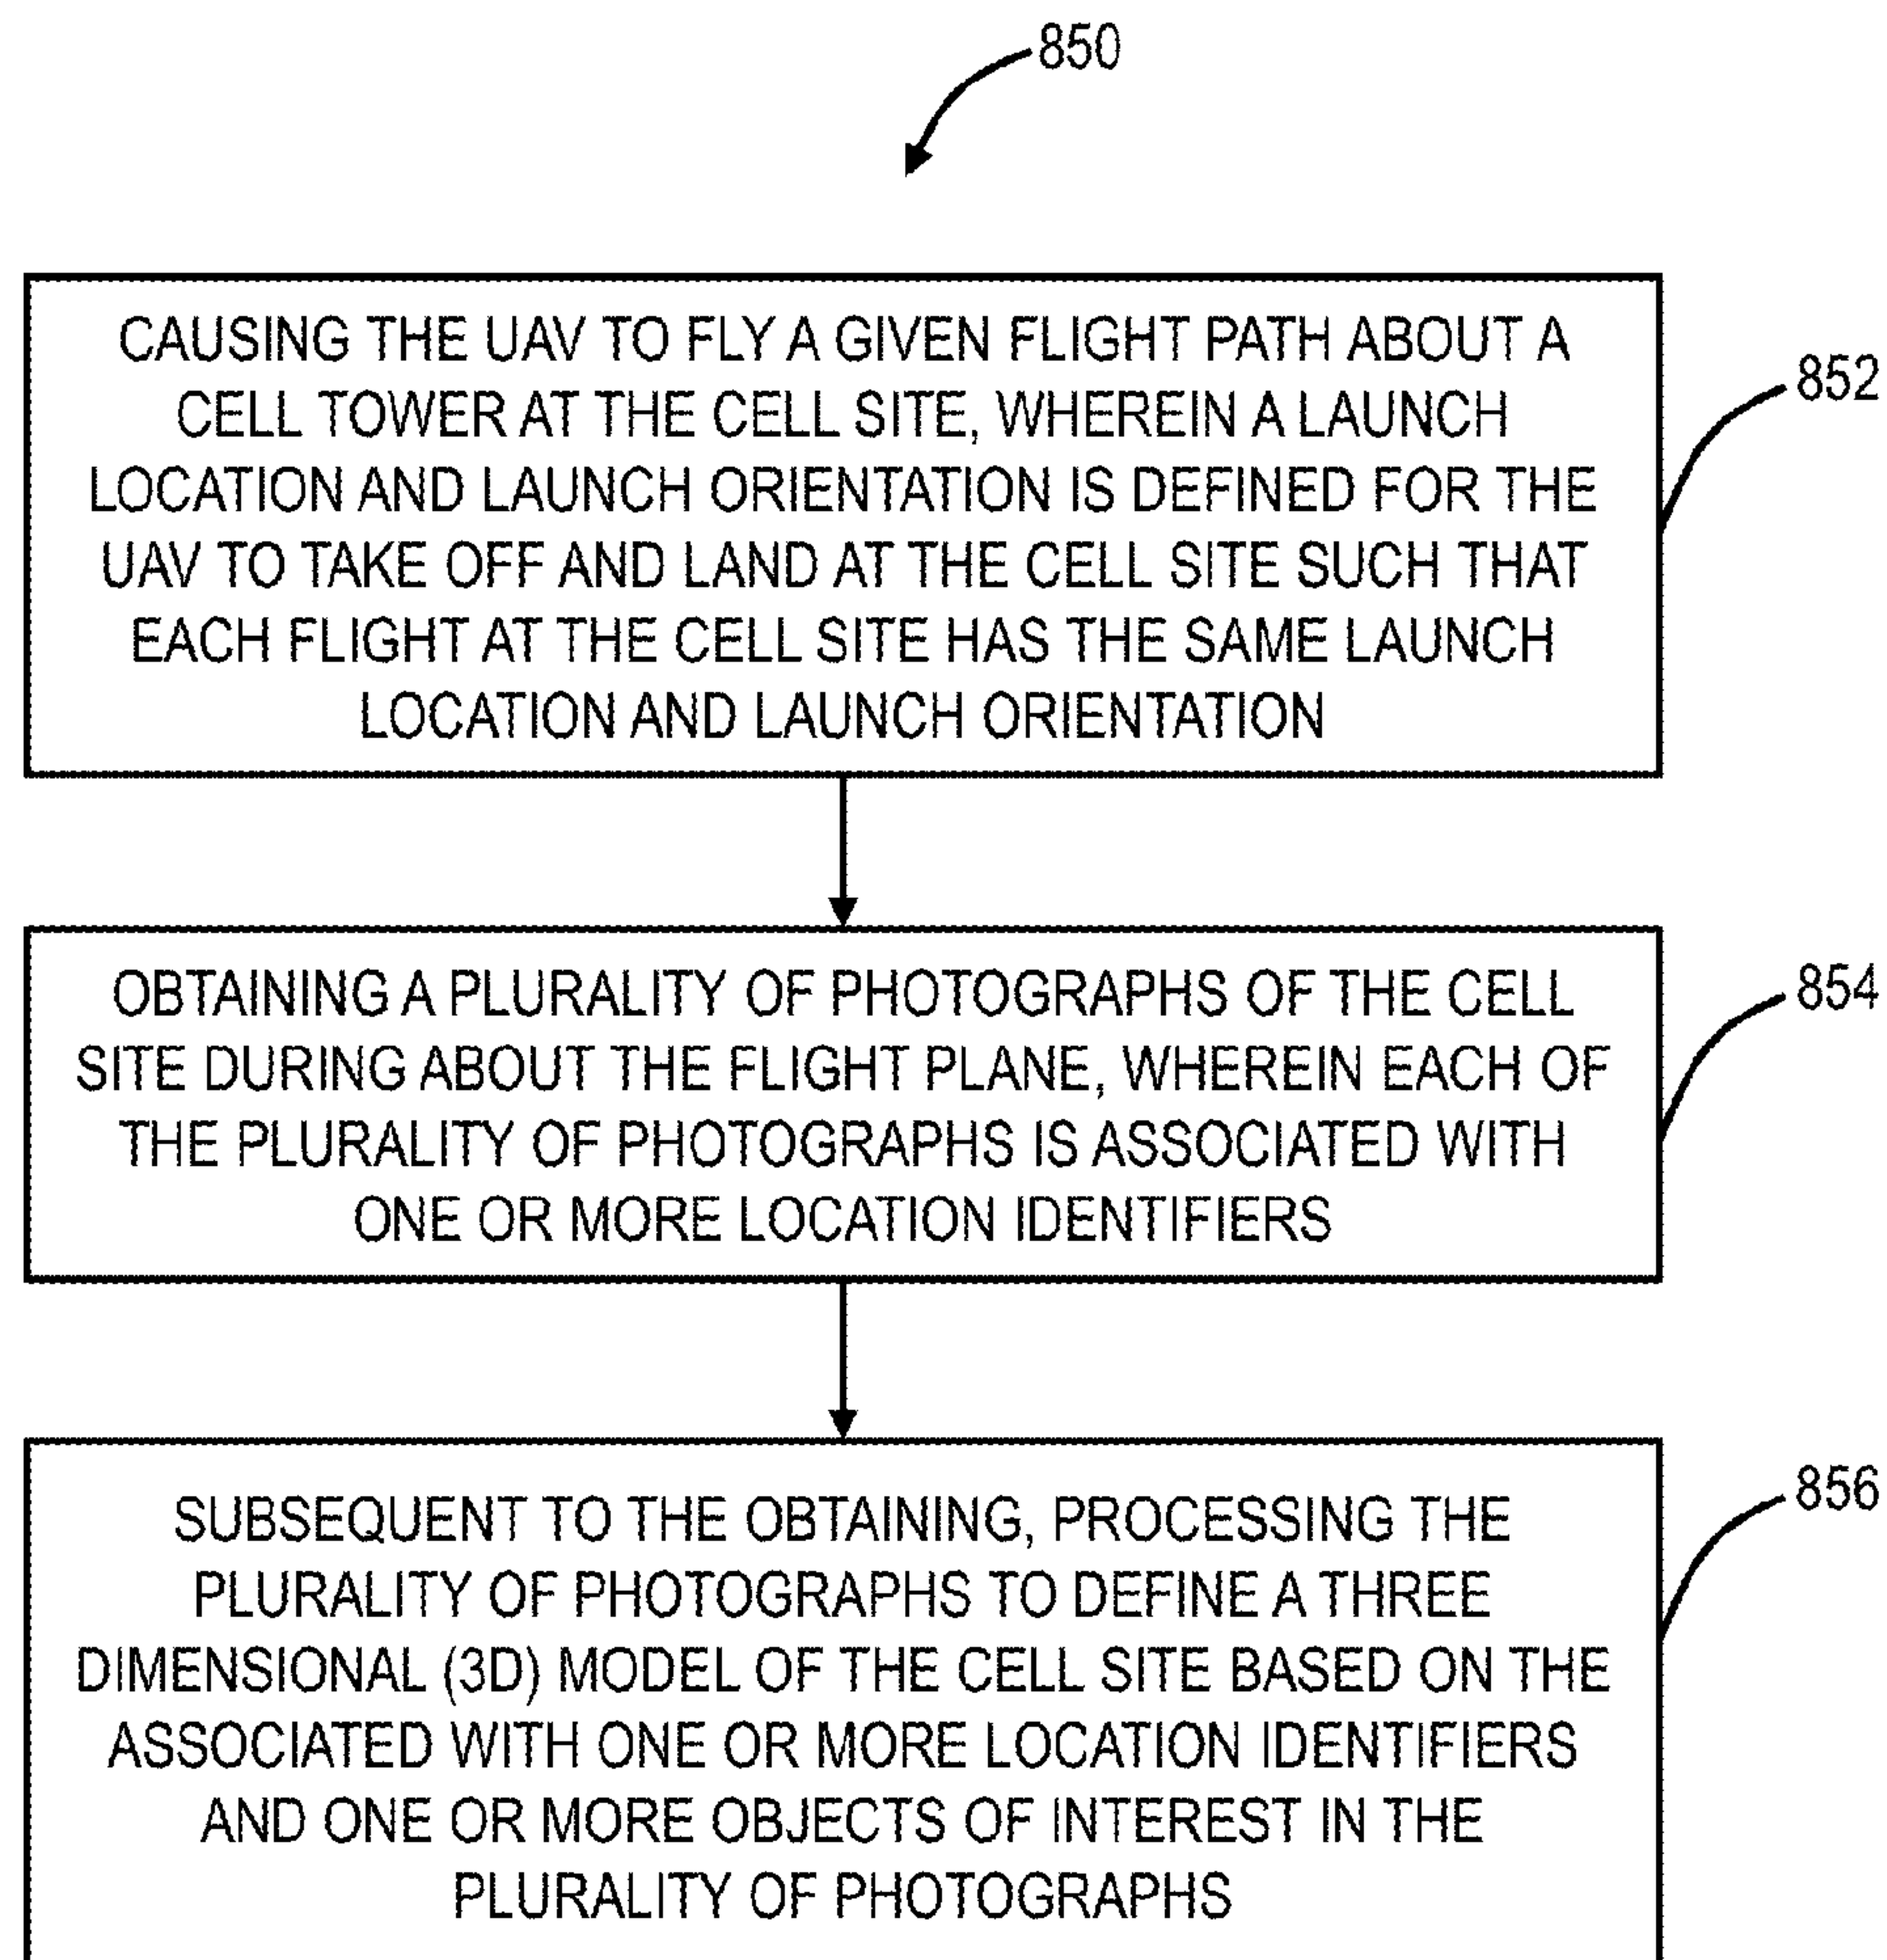 850
CAUSING THE UAV TO FLY A GIVEN FLIGHT PATH ABOUT A
CELL TOWER AT THE CELL SITE, WHEREIN A LAUNCH
LOCATION AND LAUNCH ORIENTATION IS DEFINED FOR THE
UAV TO TAKE OFF AND LAND AT THE CELL SITE SUCH THAT
EACH FLIGHT AT THE CELL SITE HAS THE SAME LAUNCH
LOCATION AND LAUNCH ORIENTATION
852
OBTAINING A PLURALITY OF PHOTOGRAPHS OF THE CELL
SITE DURING ABOUT THE FLIGHT PLANE, WHEREIN EACH OF
THE PLURALITY OF PHOTOGRAPHS IS ASSOCIATED WITH
ONE OR MORE LOCATION IDENTIFIERS
854
SUBSEQUENT TO THE OBTAINING, PROCESSING THE
PLURALITY OF PHOTOGRAPHS TO DEFINE A THREE
DIMENSIONAL (3D) MODEL OF THE CELL SITE BASED ON THE
ASSOCIATED WITH ONE OR MORE LOCATION IDENTIFIERS
AND ONE OR MORE OBJECTS OF INTEREST IN THE
PLURALITY OF PHOTOGRAPHS
856